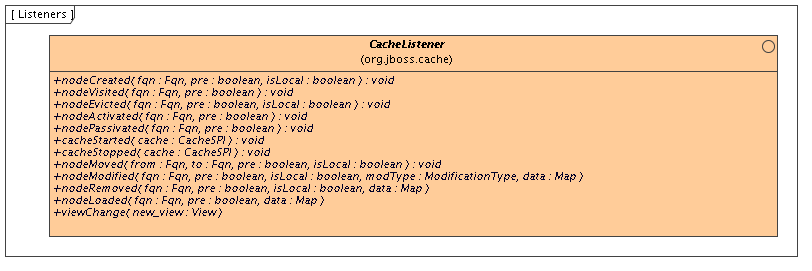 [ Listeners ]
CacheListener
(org.jboss.cache)
+nodeCreated( fqn : Fqn, pre : boolean, isLocal : boolean ) : void
+nodeVisited( fqn : Fqn, pre : boolean ) : void
+nodeEvicted( fqn : Fqn, pre : boolean, isLocal : boolean ) : void
+nodeActivated( fqn : Fqn, pre : boolean ) : void
+nodePassivated( fqn : Fqn, pre : boolean ) : void
+cacheStarted( cache : CacheSPI ) : void
+cacheStopped( cache : CacheSPI ) : void
+nodeMoved( from : Fqn, to : Fqn, pre : boolean, isLocal : boolean ) : void
+nodeModified( fqn : Fqn, pre : boolean, isLocal : boolean, modType : ModificationType, data : Map )
+nodeRemoved( fqn : Fqn, pre : boolean, isLocal : boolean, data : Map )
+nodeLoaded( fqn : Fqn, pre : boolean, data : Map )
+viewChange( new_view : View )